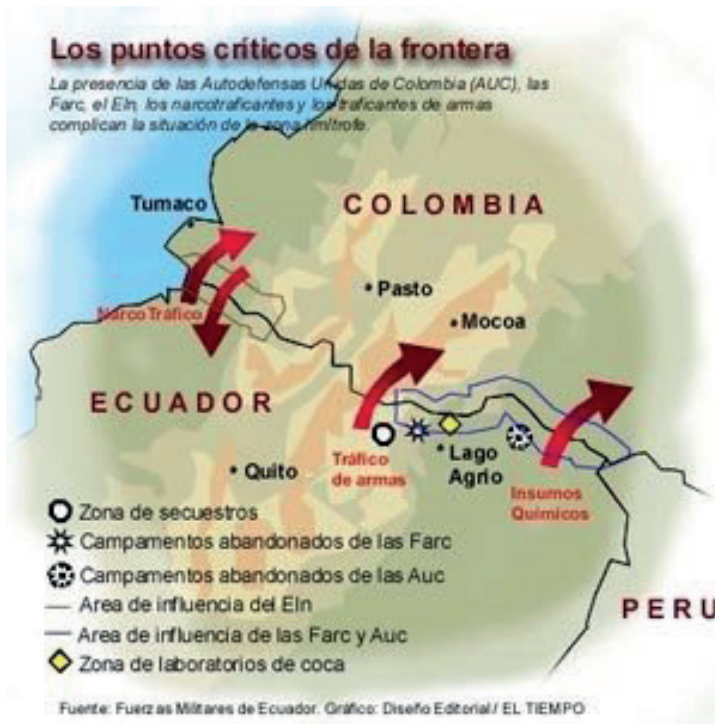 Los puntos críticos de la frontera
La presencia de las Autodefensas Unidas de Colombia (AUC), las
Farc, el Eln, los narcotraficantes y los traficantes de armas
complican la situación de la zona limítrofe.
Tumaco
COLOMBIA
Pasto
NarcoTráfico
Mocoa
ECUADOR
Quito
Tráfico
de armas
Lago
Agrio
Insumos
Químicos
Zona de secuestros
Campamentos abandonados de las Farc
Campamentos abandonados de las Auc
Area de influencia del Eln
PERU
Area de influencia de las Farc y Auc
Zona de laboratorios de coca
Fuente: Fuerzas Militares de Ecuador. Gráfico: Diseño Editorial/ EL TIEMPO